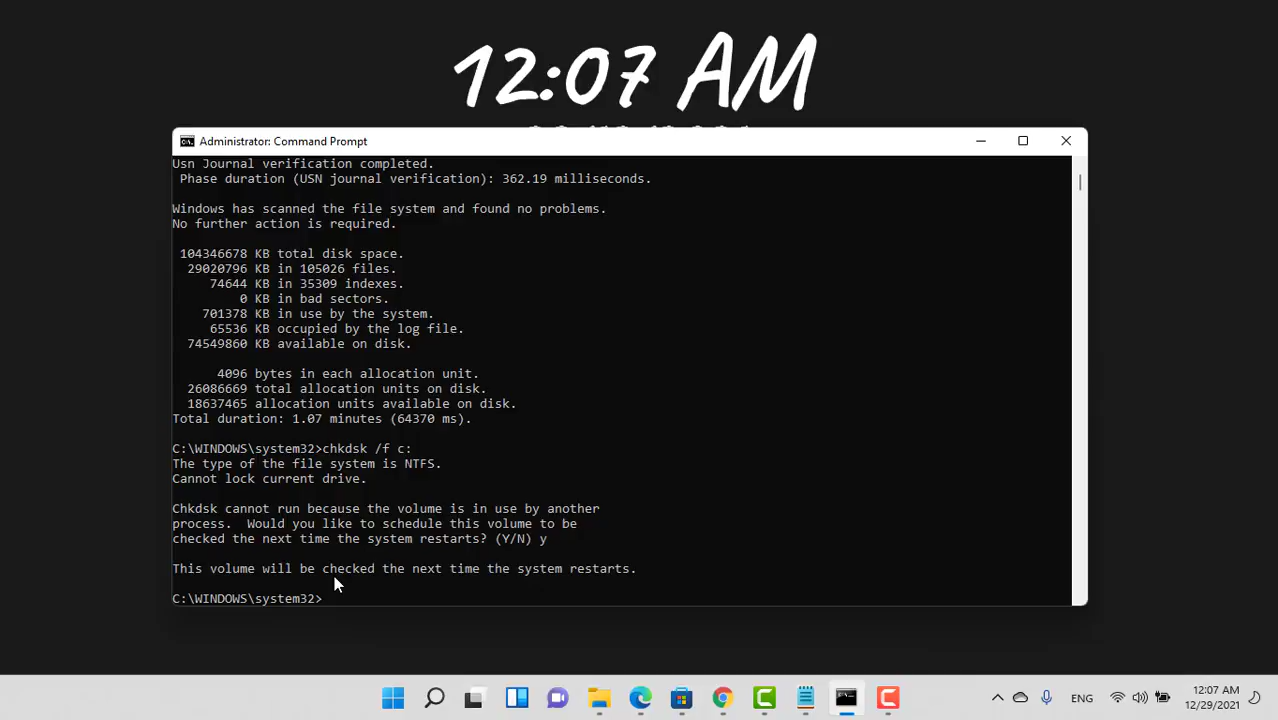 12:07 AM
Administrator: Command Prompt
Usn Journal verification completed.
Phase duration (USN journal verification): 362.19 milliseconds.
Windows has scanned the file system and found no problems.
No further action is required.
104346678 KB total disk space.
29020796 KB in 105026 files.
74644 KB in 35309 indexes.
0 KB in bad sectors.
701378 KB in use by the system.
65536 KB occupied by the log file.
74549860 KB available on disk.
4096 bytes in each allocation unit.
26086669 total allocation units on disk.
18637465 allocation units available on disk.
Total duration: 1.07 minutes (64370 ms).
C:\WINDOWS\system32>chkdsk /f c:
The type of the file system is NTFS.
Cannot lock current drive.
Chkdsk cannot run because the volume is in use by another
process.  Would you like to schedule this volume to be
checked the next time the system restarts? (Y/N) y
This volume will be checked the next time the system restarts.
C:\WINDOWS\system32>
ENG
12:07 AM
12/29/2021